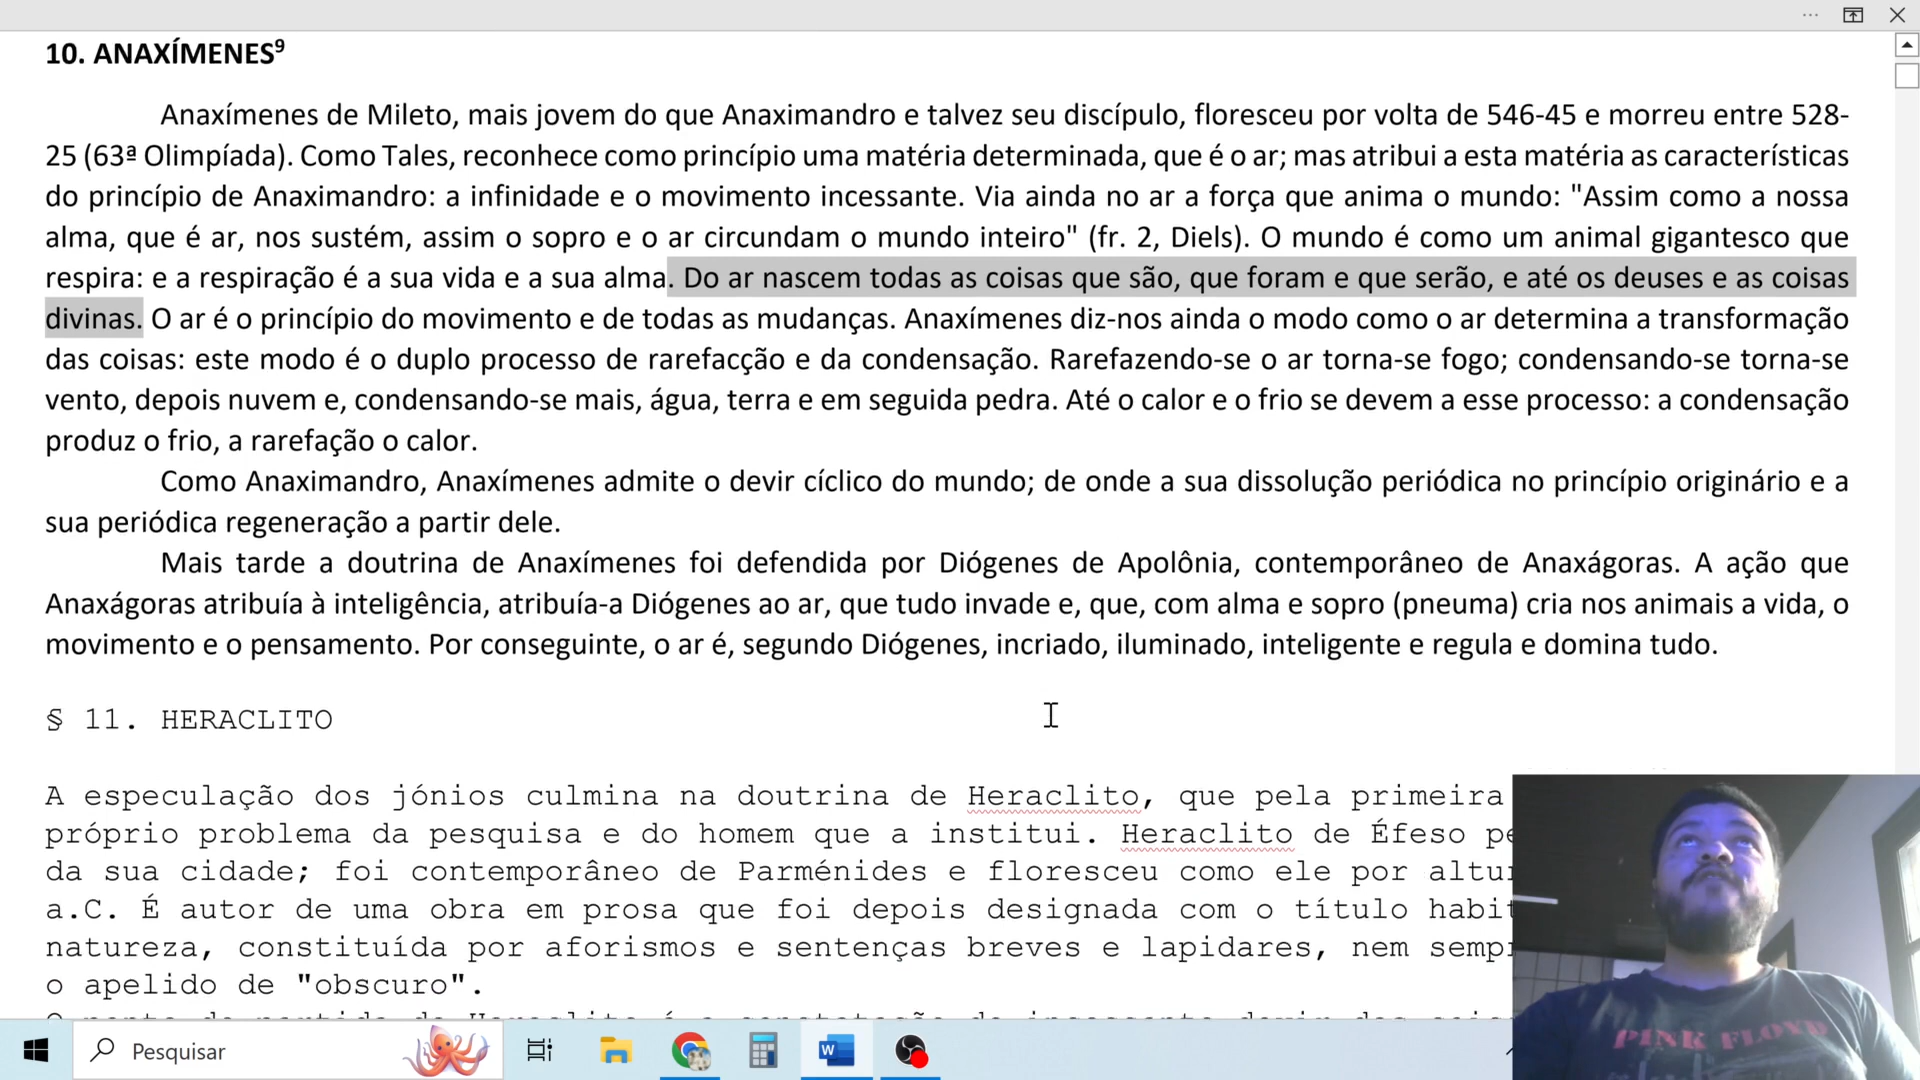 10. ANAXÍMENES⁹
Anaxímenes de Mileto, mais jovem do que Anaximandro e talvez seu discípulo, floresceu por volta de 546-45 e morreu entre 528-
25 (63ª Olimpíada). Como Tales, reconhece como princípio uma matéria determinada, que é o ar; mas atribui a esta matéria as características
do princípio de Anaximandro: a infinidade e o movimento incessante. Via ainda no ar a força que anima o mundo: "Assim como a nossa
alma, que é ar, nos sustém, assim o sopro e o ar circundam o mundo inteiro" (fr. 2, Diels). O mundo é como um animal gigantesco que
respira: e a respiração é a sua vida e a sua alma. Do ar nascem todas as coisas que são, que foram e que serão, e até os deuses e as coisas
divinas. O ar é o princípio do movimento e de todas as mudanças. Anaxímenes diz-nos ainda o modo como o ar determina a transformação
das coisas: este modo é o duplo processo de rarefacção e da condensação. Rarefazendo-se o ar torna-se fogo; condensando-se torna-se
vento, depois nuvem e, condensando-se mais, água, terra e em seguida pedra. Até o calor e o frio se devem a esse processo: a condensação
produz o frio, a rarefação o calor.
Como Anaximandro, Anaxímenes admite o devir cíclico do mundo; de onde a sua dissolução periódica no princípio originário e a
sua periódica regeneração a partir dele.
Mais tarde a doutrina de Anaxímenes foi defendida por Diógenes de Apolônia, contemporâneo de Anaxágoras. A ação que
Anaxágoras atribuía à inteligência, atribuía-a Diógenes ao ar, que tudo invade e, que, com alma e sopro (pneuma) cria nos animais a vida, o
movimento e o pensamento. Por conseguinte, o ar é, segundo Diógenes, incriado, iluminado, inteligente e regula e domina tudo.
§ 11. HERACLITO
A especulação dos jónios culmina na doutrina de Heraclito, que pela primeira
próprio problema da pesquisa e do homem que a institui. Heraclito de Éfeso
da sua cidade; foi contemporâneo de Parménides e floresceu como ele por
a.C. É autor de uma obra em prosa que foi depois designada com o título
natureza, constituída por aforismos e sentenças breves e lapidares, nem
o apelido de "obscuro".
Pesquisar
W
PINK FLOYD